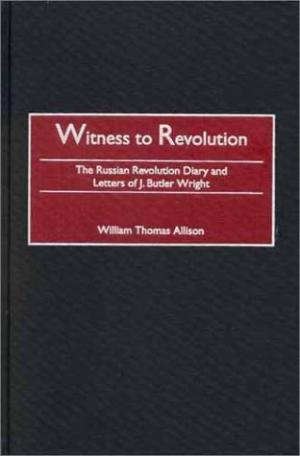 Witness to Revolution
The Russian Revolution Diary and
Letters of J. Butler Wright
William Thomas Allison